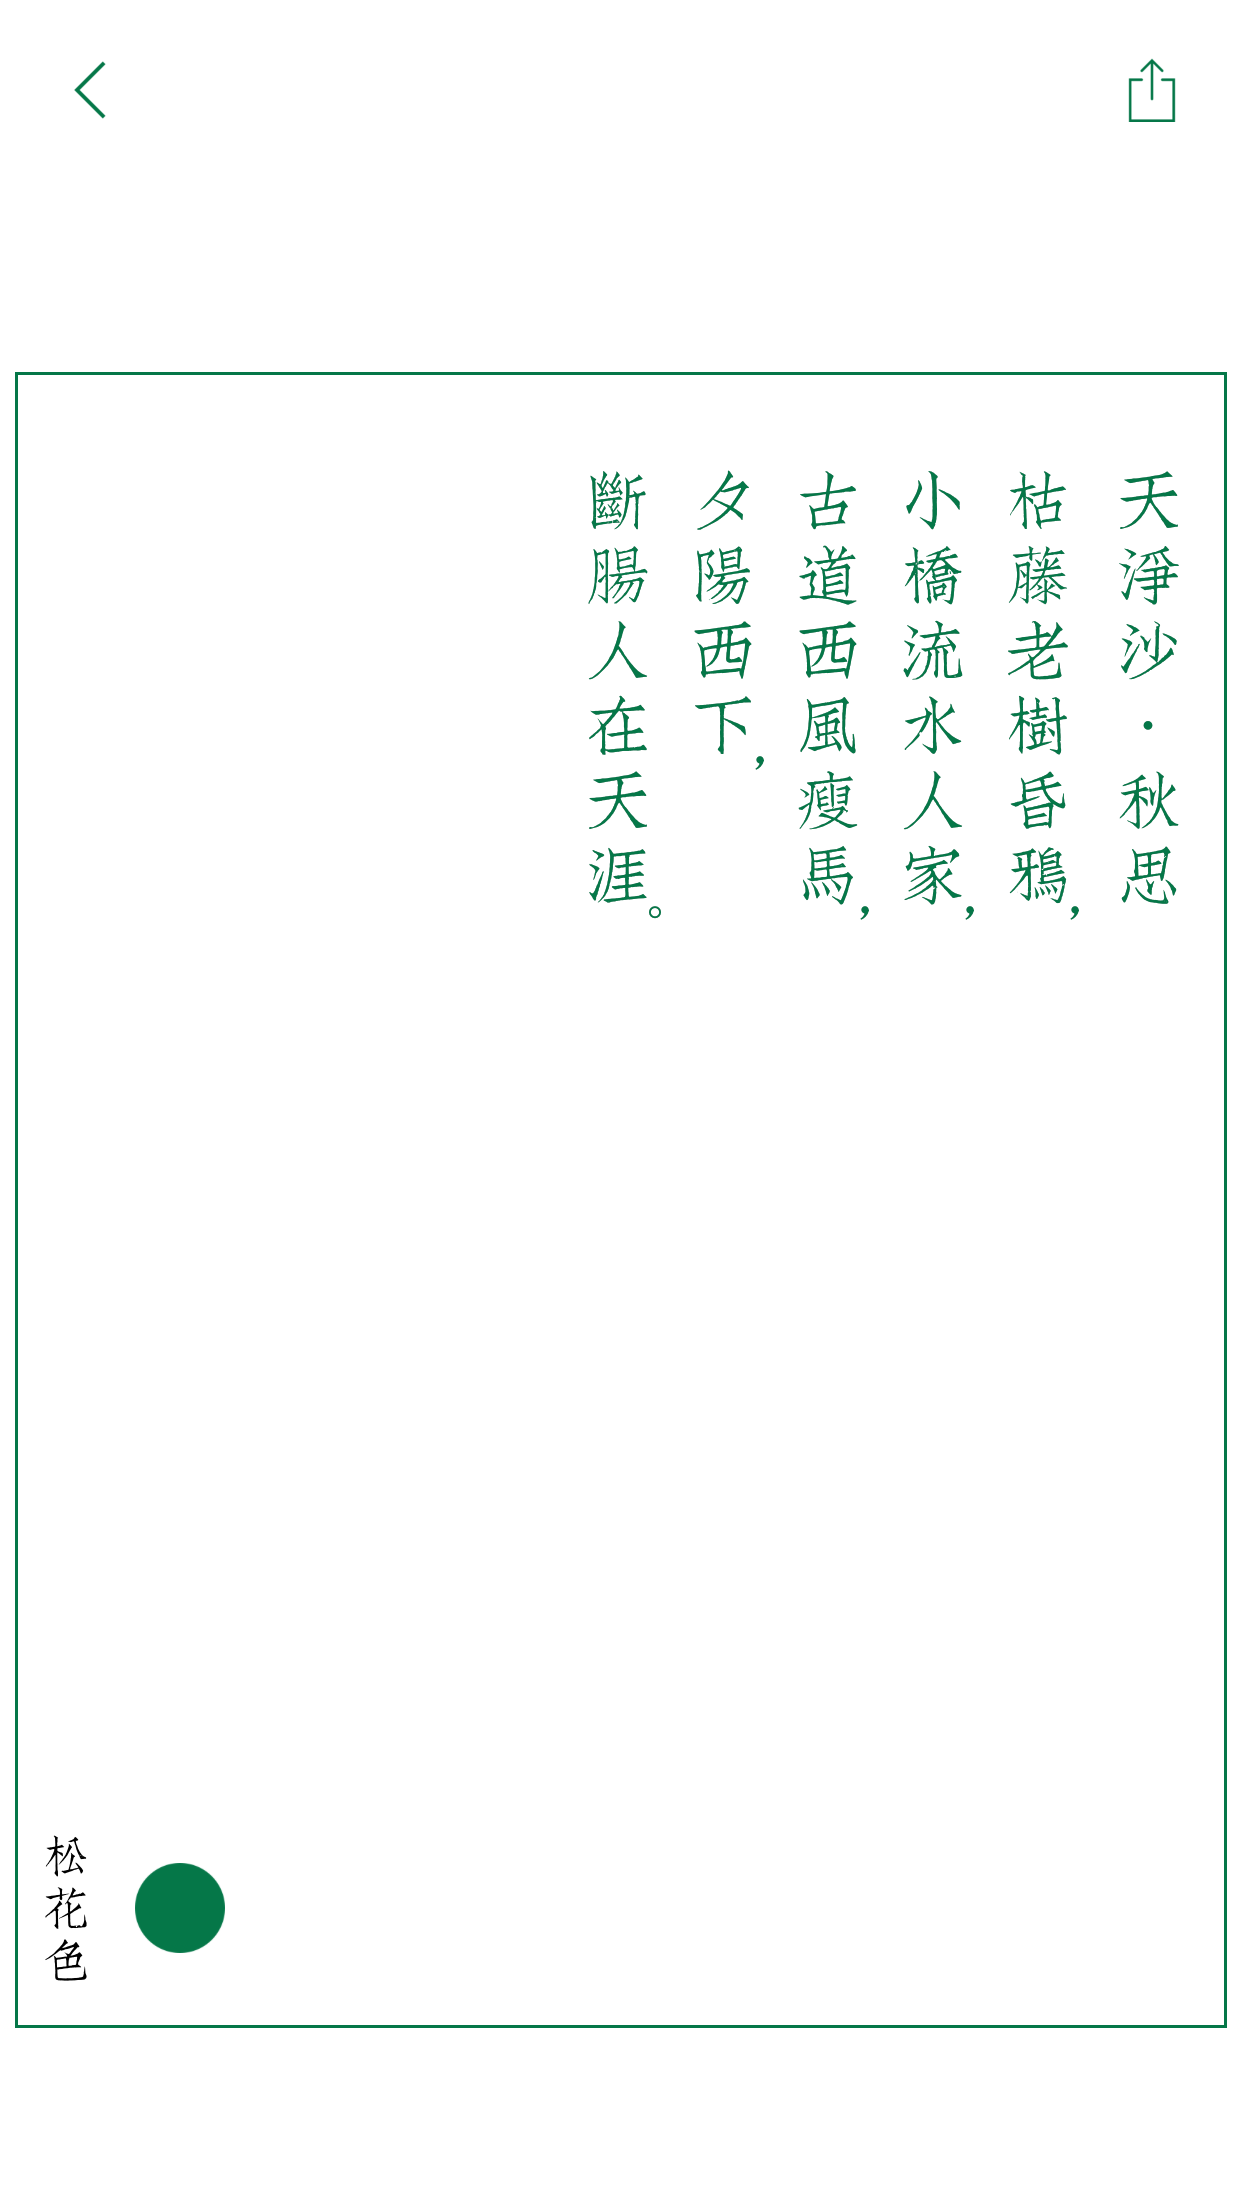 天淨沙·秋思
枯藤老樹昏鴉，
小橋流水人家，
古道西風瘦馬，
夕陽西下，
斷腸人在天涯。
松花色